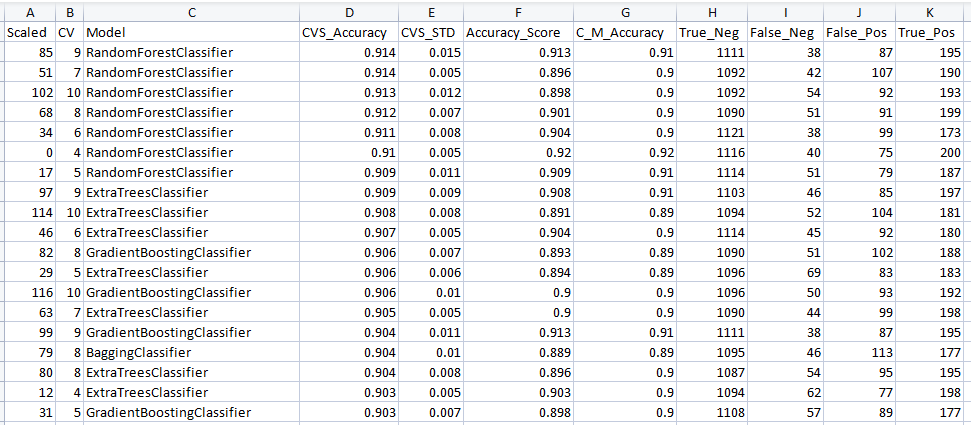 A B C D E F G H I J K
Scaled CV Model CVS_Accuracy CVS_STD Accuracy_Score C_M_Accuracy True_Neg False_Neg False_Pos True_Pos
85 9 RandomForestClassifier 0.914 0.015 0.913 0.91 1111 38 87 195
51 7 RandomForestClassifier 0.914 0.005 0.896 0.9 1092 42 107 190
102 10 RandomForestClassifier 0.913 0.012 0.898 0.9 1092 54 92 193
68 8 RandomForestClassifier 0.912 0.007 0.901 0.9 1090 51 91 199
34 6 RandomForestClassifier 0.911 0.008 0.904 0.9 1121 38 99 173
0 4 RandomForestClassifier 0.91 0.005 0.92 0.92 1116 40 75 200
17 5 RandomForestClassifier 0.909 0.011 0.909 0.91 1114 51 79 187
97 9 ExtraTreesClassifier 0.909 0.009 0.908 0.91 1103 46 85 197
114 10 ExtraTreesClassifier 0.908 0.008 0.891 0.89 1094 52 104 181
46 6 ExtraTreesClassifier 0.907 0.005 0.904 0.9 1114 45 92 180
82 8 GradientBoostingClassifier 0.906 0.007 0.893 0.89 1090 51 102 188
29 5 ExtraTreesClassifier 0.906 0.006 0.894 0.89 1096 69 83 183
116 10 GradientBoostingClassifier 0.906 0.01 0.9 0.9 1096 50 93 192
63 7 ExtraTreesClassifier 0.905 0.005 0.9 0.9 1090 44 99 198
99 9 GradientBoostingClassifier 0.904 0.011 0.913 0.91 1111 38 87 195
79 8 BaggingClassifier 0.904 0.01 0.889 0.89 1095 46 113 177
80 8 ExtraTreesClassifier 0.904 0.008 0.896 0.9 1087 54 95 195
12 4 ExtraTreesClassifier 0.903 0.005 0.903 0.9 1094 62 77 198
31 5 GradientBoostingClassifier 0.903 0.007 0.898 0.9 1108 57 89 177